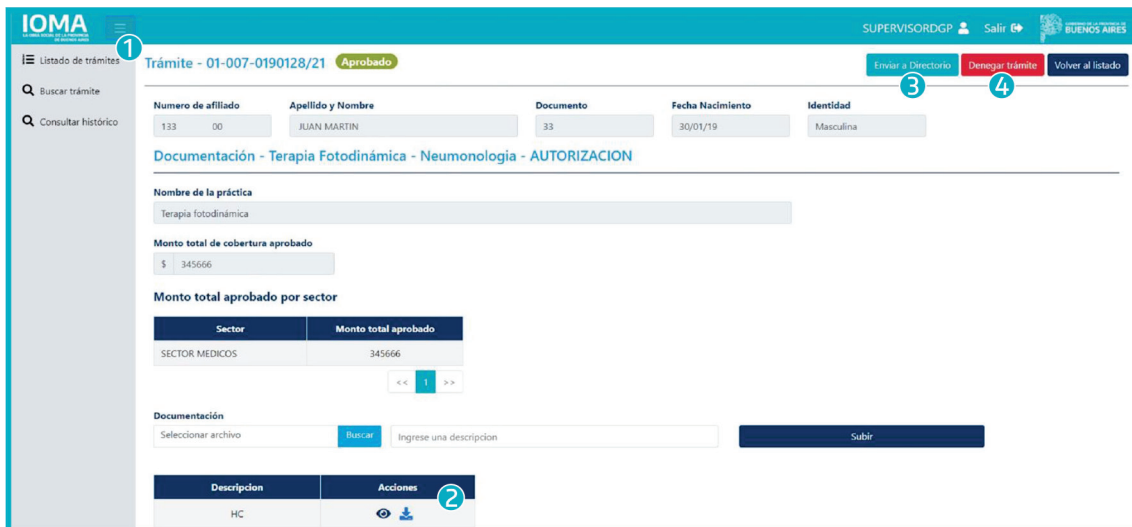 IOMA
SUPERVISORDGP Salir BUENOS AIRES
1
Listado de trámites
Buscar trámite
Consultar histórico
Trámite - 01-007-0190128/21 Aprobado
Enviar a Directorio Denegar trámite Volver al listado
3 4
Numero de afiliado Apellido y Nombre Documento Fecha Nacimiento Identidad
133 00 JUAN MARTIN 33 30/01/19 Masculina
Documentación - Terapia Fotodinámica - Neumonologia - AUTORIZACION
Nombre de la práctica
Terapia fotodinámica
Monto total de cobertura aprobado
$ 345666
Monto total aprobado por sector
Sector Monto total aprobado
SECTOR MEDICOS 345666
<< 1 >>
Documentación
Seleccionar archivo Buscar Ingrese una descripcion Subir
Descripcion Acciones
2
HC